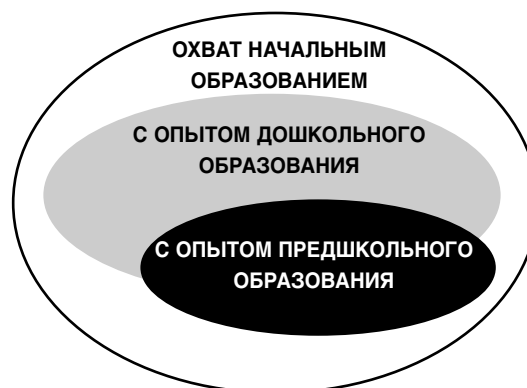 ОХВАТ НАЧАЛЬНЫМ
ОБРАЗОВАНИЕМ
С ОПЫТОМ ДОШКОЛЬНОГО
ОБРАЗОВАНИЯ
С ОПЫТОМ ПРЕДШКОЛЬНОГО
ОБРАЗОВАНИЯ